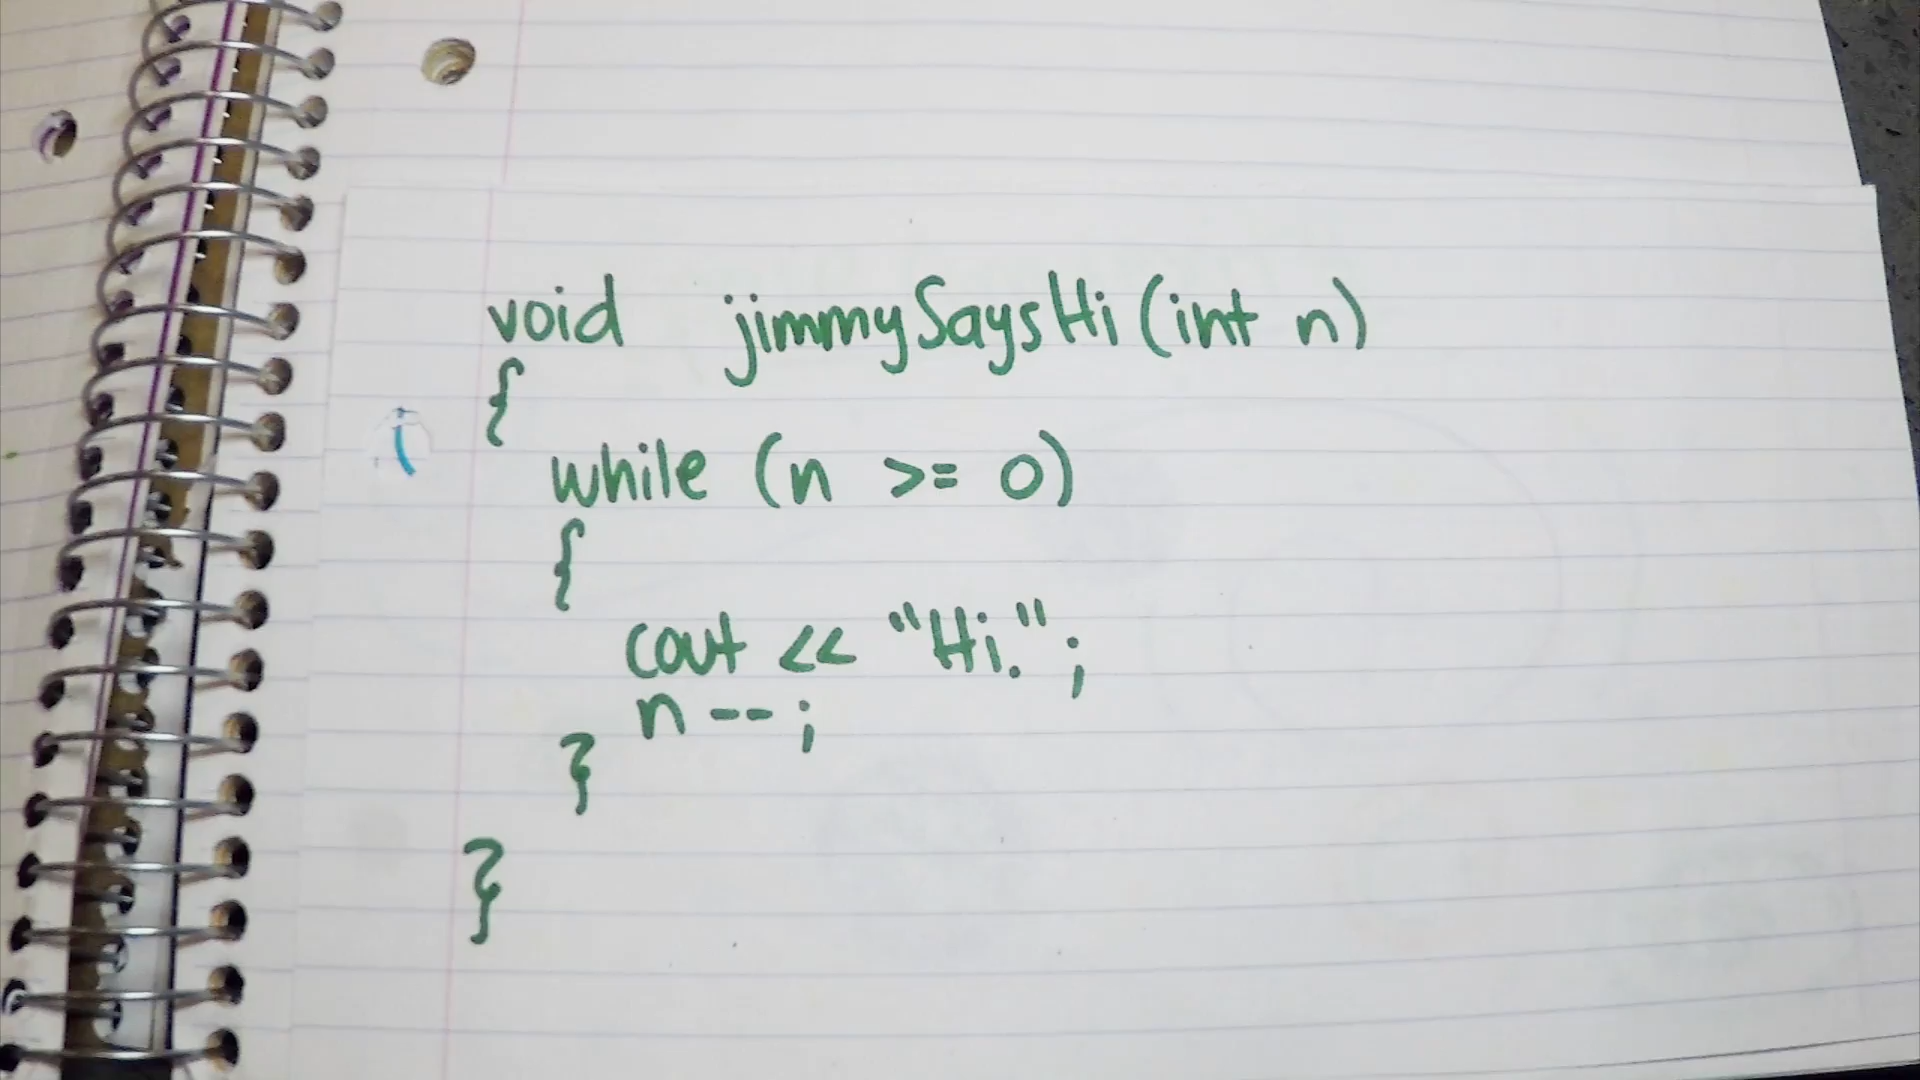 void jimmySaysHi(int n)
{
while (n >= 0)
{
cout << "Hi.";
n--;
}
}